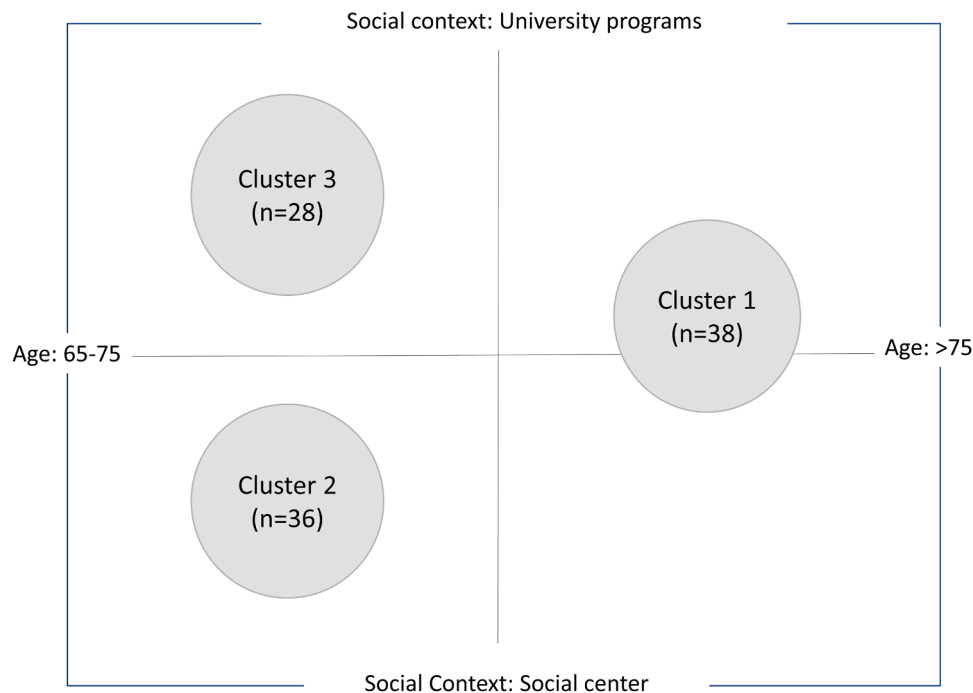 Social context: University programs
Cluster 3
(n=28)
Cluster 1
(n=38)
Age: 65-75
Age: >75
Cluster 2
(n=36)
Social Context: Social center